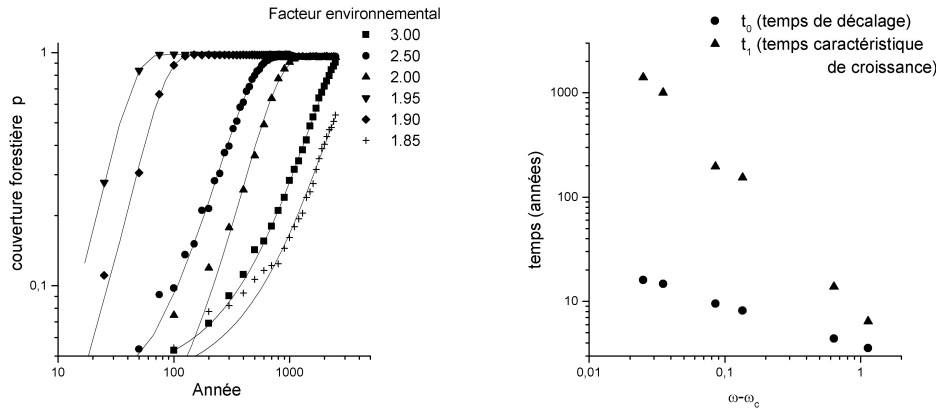 Facteur environnemental
3.00
2.50
2.00
1.95
1.90
1.85
1
0,1
couverture forestière p
10
100
1000
Année
t₀ (temps de décalage)
t₁ (temps caractéristique
de croissance)
1000
100
10
temps (années)
0,01
0,1
1
ω-ω꜀